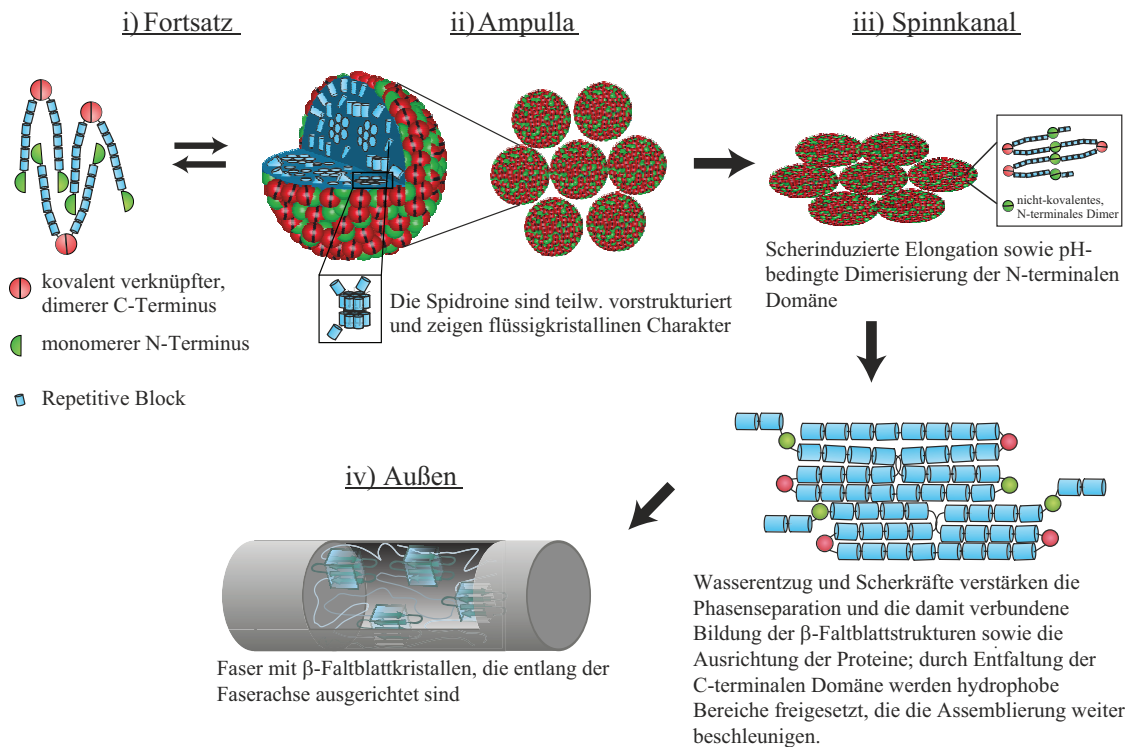 i) Fortsatz
ii) Ampulla
iii) Spinnkanal
kovalent verknüpfter,
dimerer C-Terminus
monomerer N-Terminus
Repetitive Block
Die Spidroine sind teilw. vorstrukturiert
und zeigen flüssigkristallinen Charakter
nicht-kovalentes,
N-terminales Dimer
Scherinduzierte Elongation sowie pH-
bedingte Dimerisierung der N-terminalen
Domäne
iv) Außen
Faser mit β-Faltblattkristallen, die entlang der
Faserachse ausgerichtet sind
Wasserentzug und Scherkräfte verstärken die
Phasenseparation und die damit verbundene
Bildung der β-Faltblattstrukturen sowie die
Ausrichtung der Proteine; durch Entfaltung der
C-terminalen Domäne werden hydrophobe
Bereiche freigesetzt, die die Assemblierung weiter
beschleunigen.